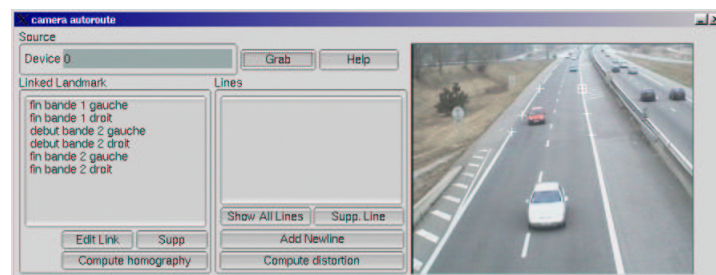 camera autoroute
Source
Device 0
Grab
Help
Linked Landmark
Lines
fin bande 1 gauche
fin bande 1 droit
debut bande 2 gauche
debut bande 2 droit
fin bande 2 gauche
fin bande 2 droit
Show All Lines
Supp. Line
Edit Link
Supp
Add Newline
Compute homography
Compute distortion